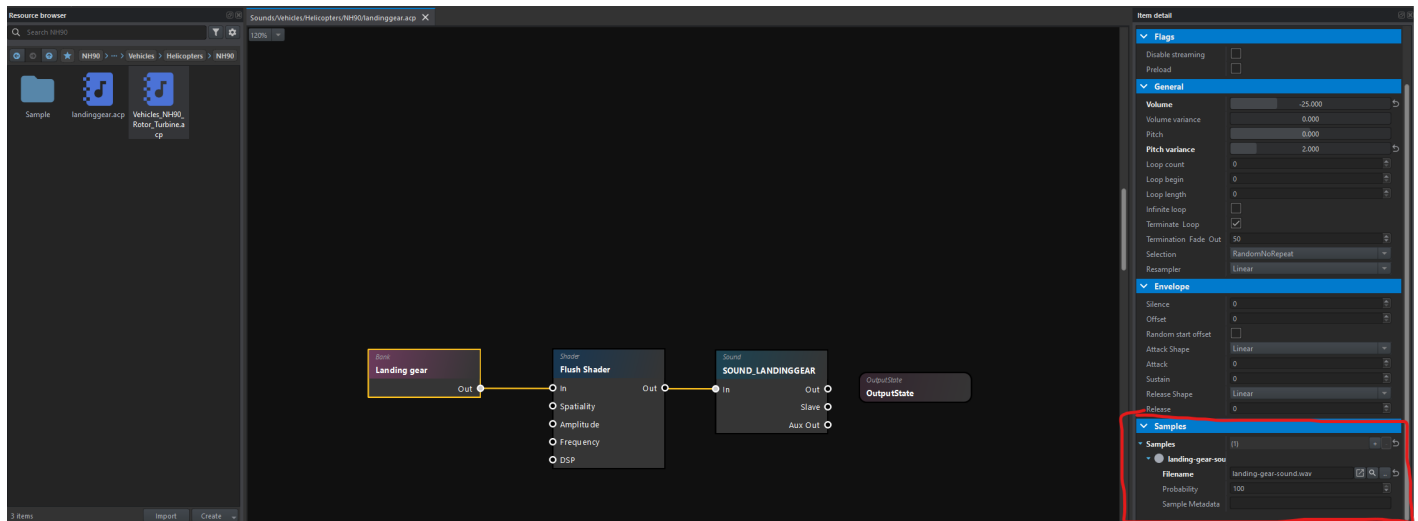 Resource browser
Search NH90
NH90 > ··· > Vehicles > Helicopters > NH90
Sample
landinggear.acp
Vehicles_NH90_
Rotor_Turbine.a
cp
3 items
Import
Create
Sounds/Vehicles/Helicopters/NH90/landinggear.acp
120%
Bank
Landing gear
Out
Shader
Flush Shader
In
Out
Spatiality
Amplitude
Frequency
DSP
Sound
SOUND_LANDINGGEAR
In
Out
Slave
Aux Out
OutputState
OutputState
Item detail
Flags
Disable streaming
Preload
General
Volume -25.000
Volume variance 0.000
Pitch 0.000
Pitch variance 2.000
Loop count 0
Loop begin 0
Loop length 0
Infinite loop
Terminate Loop
Termination Fade Out 50
Selection RandomNoRepeat
Resampler Linear
Envelope
Silence 0
Offset 0
Random start offset
Attack Shape Linear
Attack 0
Sustain 0
Release Shape Linear
Release 0
Samples
Samples (1)
landing-gear-sou
Filename landing-gear-sound.wav
Probability 100
Sample Metadata